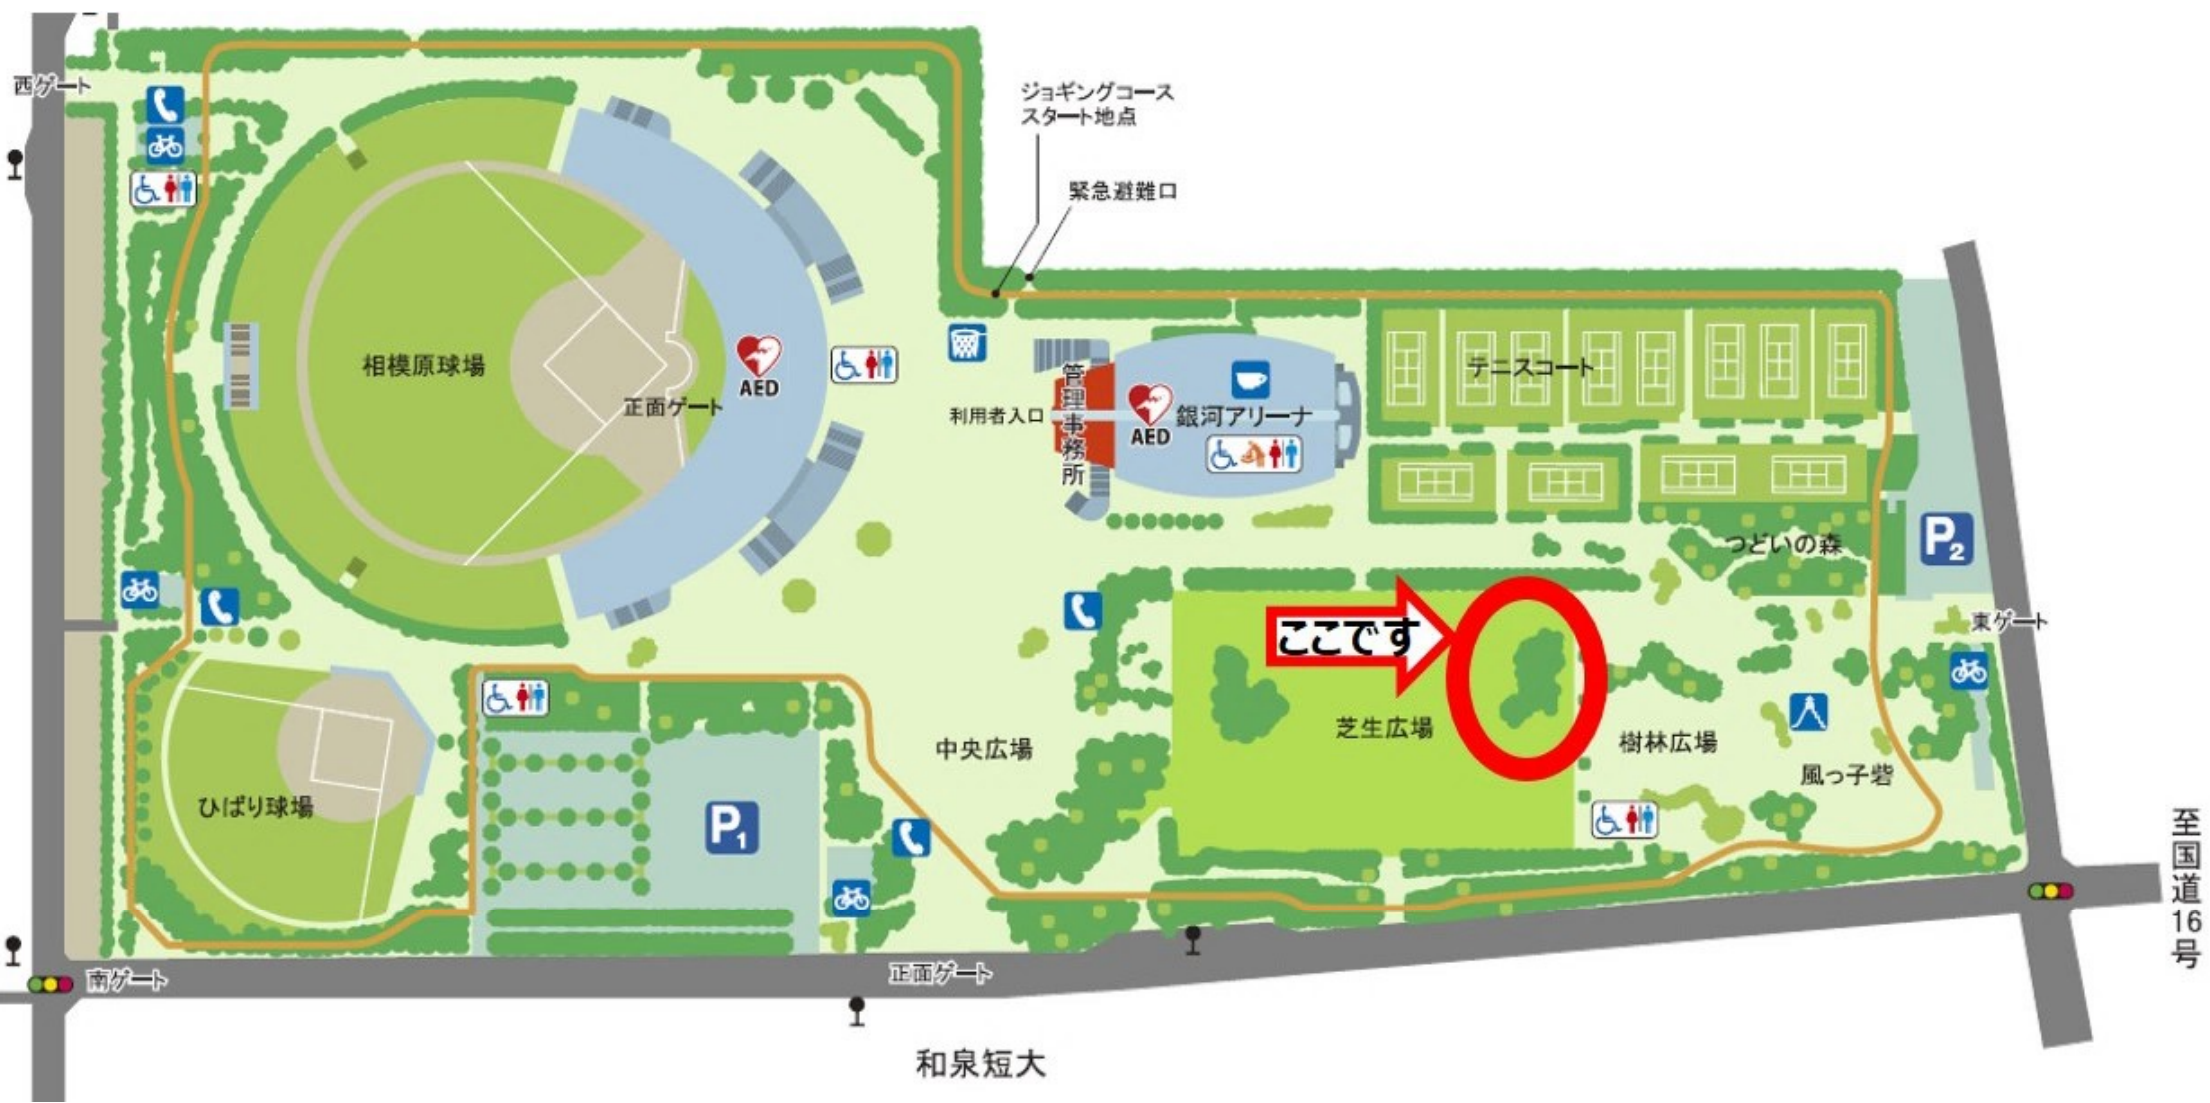 西ゲート
ジョギングコース
スタート地点
緊急避難口
相模原球場
正面ゲート
AED
利用者入口
管理事務所
AED
銀河アリーナ
テニスコート
つどいの森
P2
東ゲート
ここです
芝生広場
樹林広場
風っ子砦
中央広場
ひばり球場
P1
南ゲート
正面ゲート
至国道16号
和泉短大